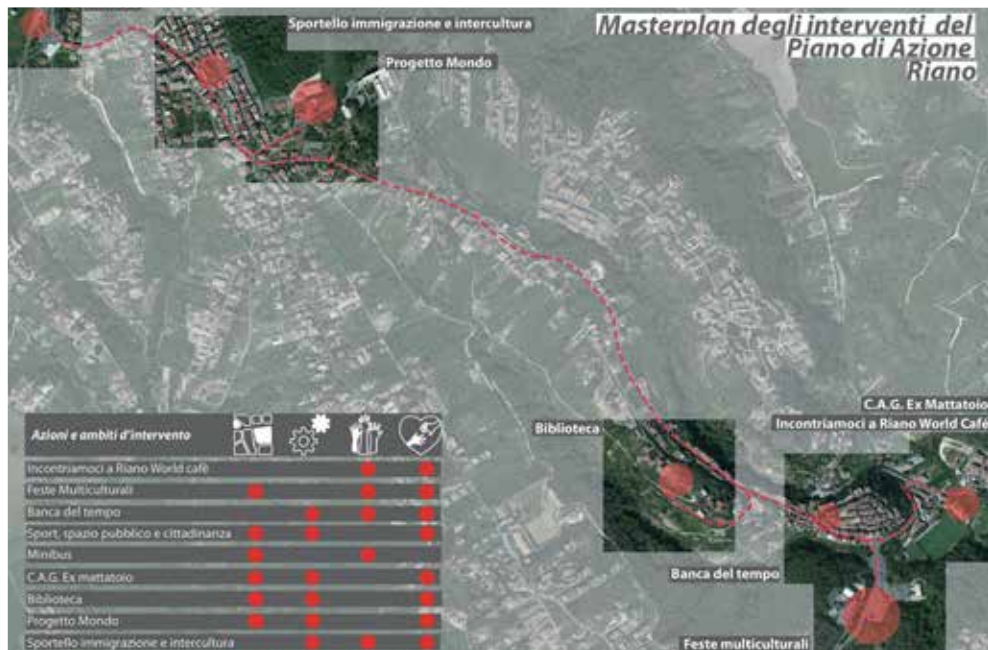 Masterplan degli interventi del
Piano di Azione
Riano
Sportello immigrazione e intercultura
Progetto Mondo
C.A.G. Ex Mattatoio
Incontriamoci a Riano World Cafè
Biblioteca
Banca del tempo
Feste multiculturali
Azioni e ambiti d'intervento
Incontriamoci a Riano World cafè
Feste Multiculturali
Banca del tempo
Sport, spazio pubblico e cittadinanza
Minibus
C.A.G. Ex mattatoio
Biblioteca
Progetto Mondo
Sportello immigrazione e intercultura